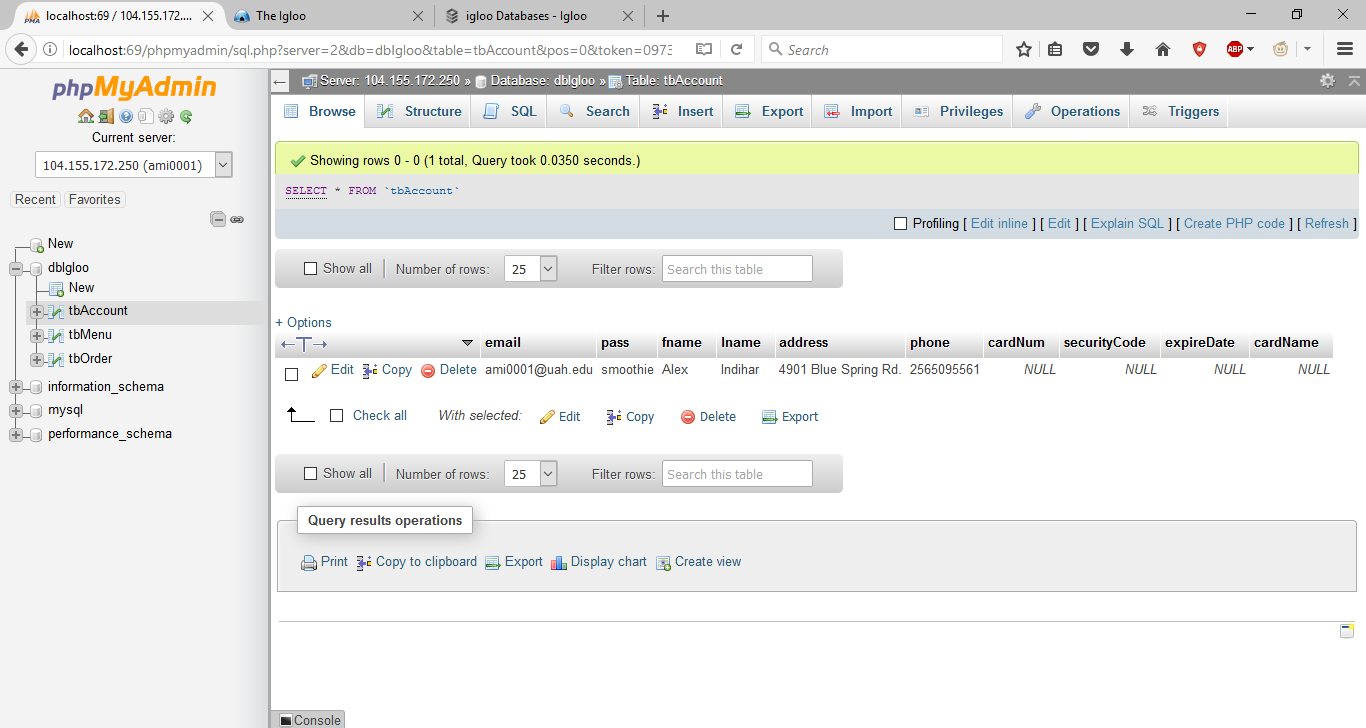 localhost:69 / 104.155.172....
The Igloo
igloo Databases - Igloo
localhost:69/phpmyadmin/sql.php?server=2&db=dbIgloo&table=tbAccount&pos=0&token=0973
Search
ABP
phpMyAdmin
Current server:
104.155.172.250 (ami0001)
Recent Favorites
New
dbIgloo
New
tbAccount
tbMenu
tbOrder
information_schema
mysql
performance_schema
Server: 104.155.172.250 » Database: dbIgloo » Table: tbAccount
Browse Structure SQL Search Insert Export Import Privileges Operations Triggers
Showing rows 0 - 0 (1 total, Query took 0.0350 seconds.)
SELECT * FROM `tbAccount`
Profiling [ Edit inline ] [ Edit ] [ Explain SQL ] [ Create PHP code ] [ Refresh ]
Show all Number of rows: 25 Filter rows: Search this table
+ Options
←T→ email pass fname lname address phone cardNum securityCode expireDate cardName
Edit Copy Delete ami0001@uah.edu smoothie Alex Indihar 4901 Blue Spring Rd. 2565095561 NULL NULL NULL NULL
Check all With selected: Edit Copy Delete Export
Show all Number of rows: 25 Filter rows: Search this table
Query results operations
Print Copy to clipboard Export Display chart Create view
Console